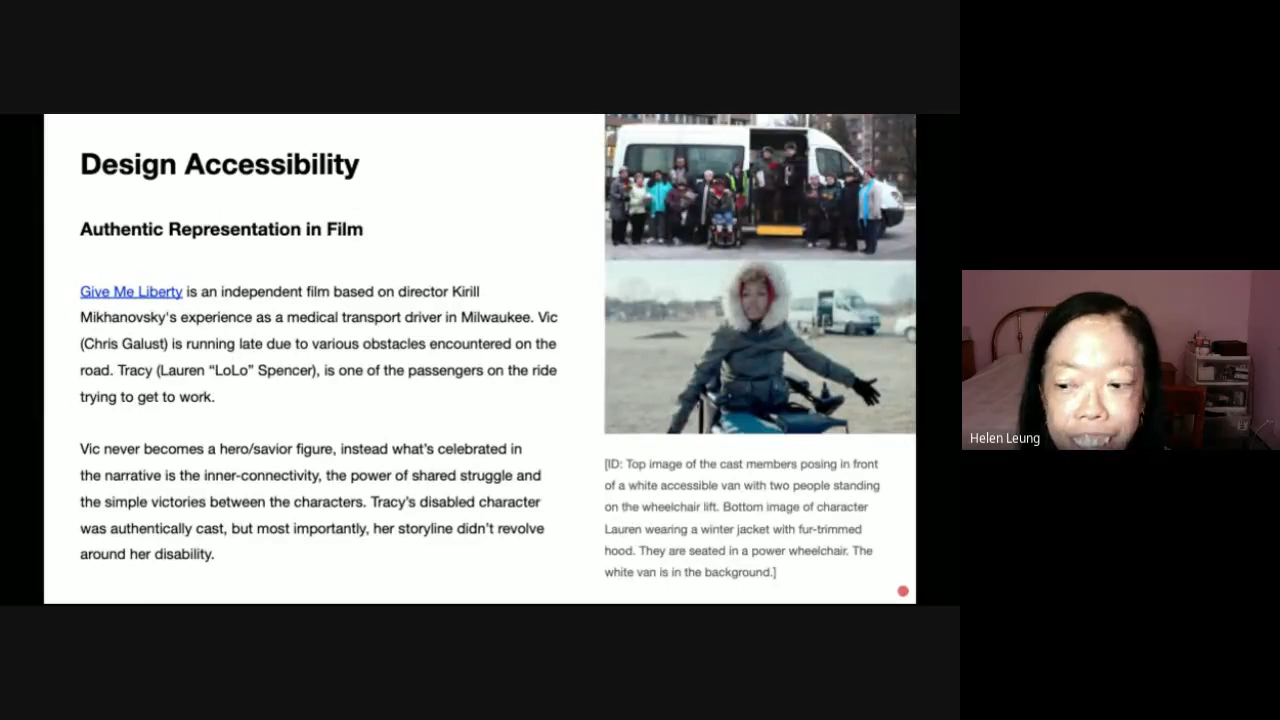 Design Accessibility
Authentic Representation in Film
Give Me Liberty is an independent film based on director Kirill
Mikhanovsky's experience as a medical transport driver in Milwaukee. Vic
(Chris Galust) is running late due to various obstacles encountered on the
road. Tracy (Lauren “LoLo” Spencer), is one of the passengers on the ride
trying to get to work.
Vic never becomes a hero/savior figure, instead what’s celebrated in
the narrative is the inner-connectivity, the power of shared struggle and
the simple victories between the characters. Tracy’s disabled character
was authentically cast, but most importantly, her storyline didn’t revolve
around her disability.
[ID: Top image of the cast members posing in front
of a white accessible van with two people standing
on the wheelchair lift. Bottom image of character
Lauren wearing a winter jacket with fur-trimmed
hood. They are seated in a power wheelchair. The
white van is in the background.]
Helen Leung